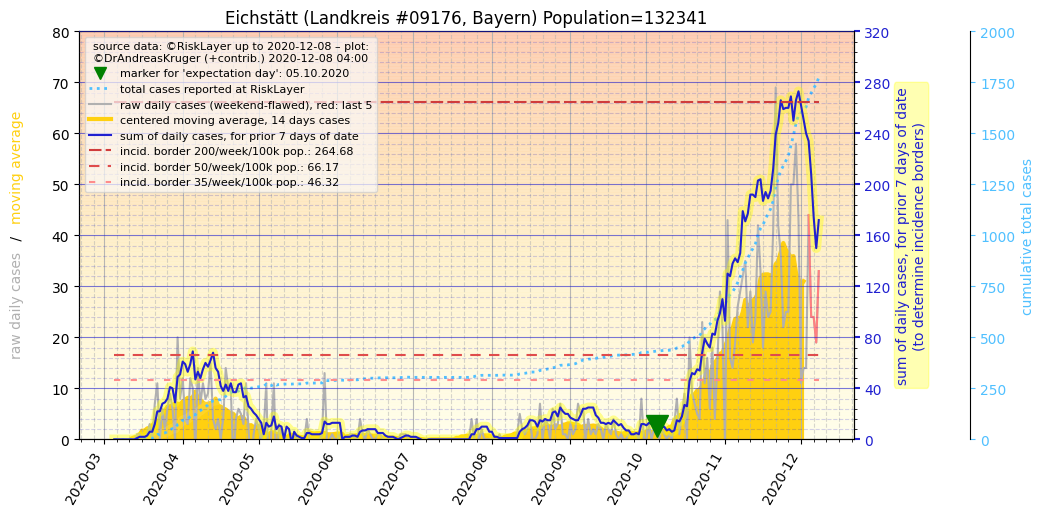 Eichstätt (Landkreis #09176, Bayern) Population=132341
source data: ©RiskLayer up to 2020-12-08 – plot:
©DrAndreasKruger (+contrib.) 2020-12-08 04:00
marker for 'expectation day': 05.10.2020
total cases reported at RiskLayer
raw daily cases (weekend-flawed), red: last 5
centered moving average, 14 days cases
sum of daily cases, for prior 7 days of date
incid. border 200/week/100k pop.: 264.68
incid. border 50/week/100k pop.: 66.17
incid. border 35/week/100k pop.: 46.32
raw daily cases / moving average
80
70
60
50
40
30
20
10
0
2020-03
2020-04
2020-05
2020-06
2020-07
2020-08
2020-09
2020-10
2020-11
2020-12
320
280
240
200
160
120
80
40
0
sum of daily cases, for prior 7 days of date
(to determine incidence borders)
2000
1750
1500
1250
1000
750
500
250
0
cumulative total cases